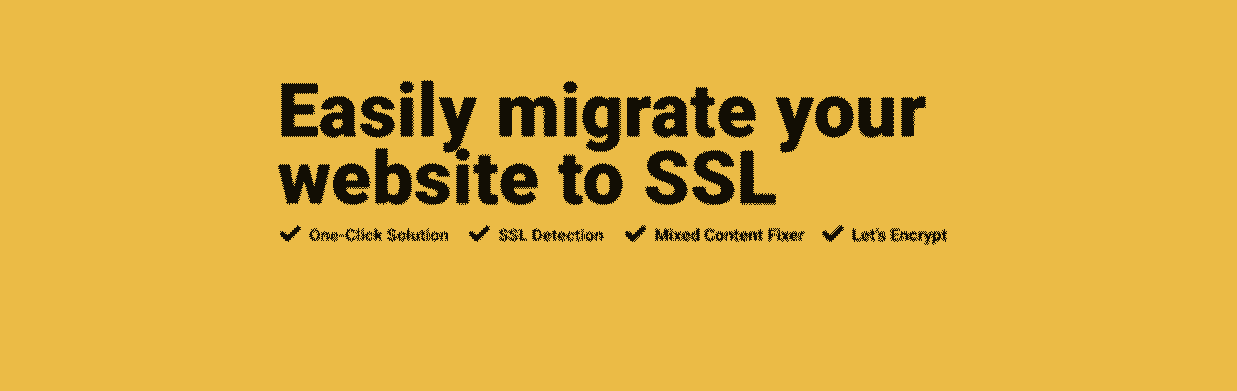 Easily migrate your
website to SSL
✔ One-Click Solution ✔ SSL Detection ✔ Mixed Content Fixer ✔ Let's Encrypt